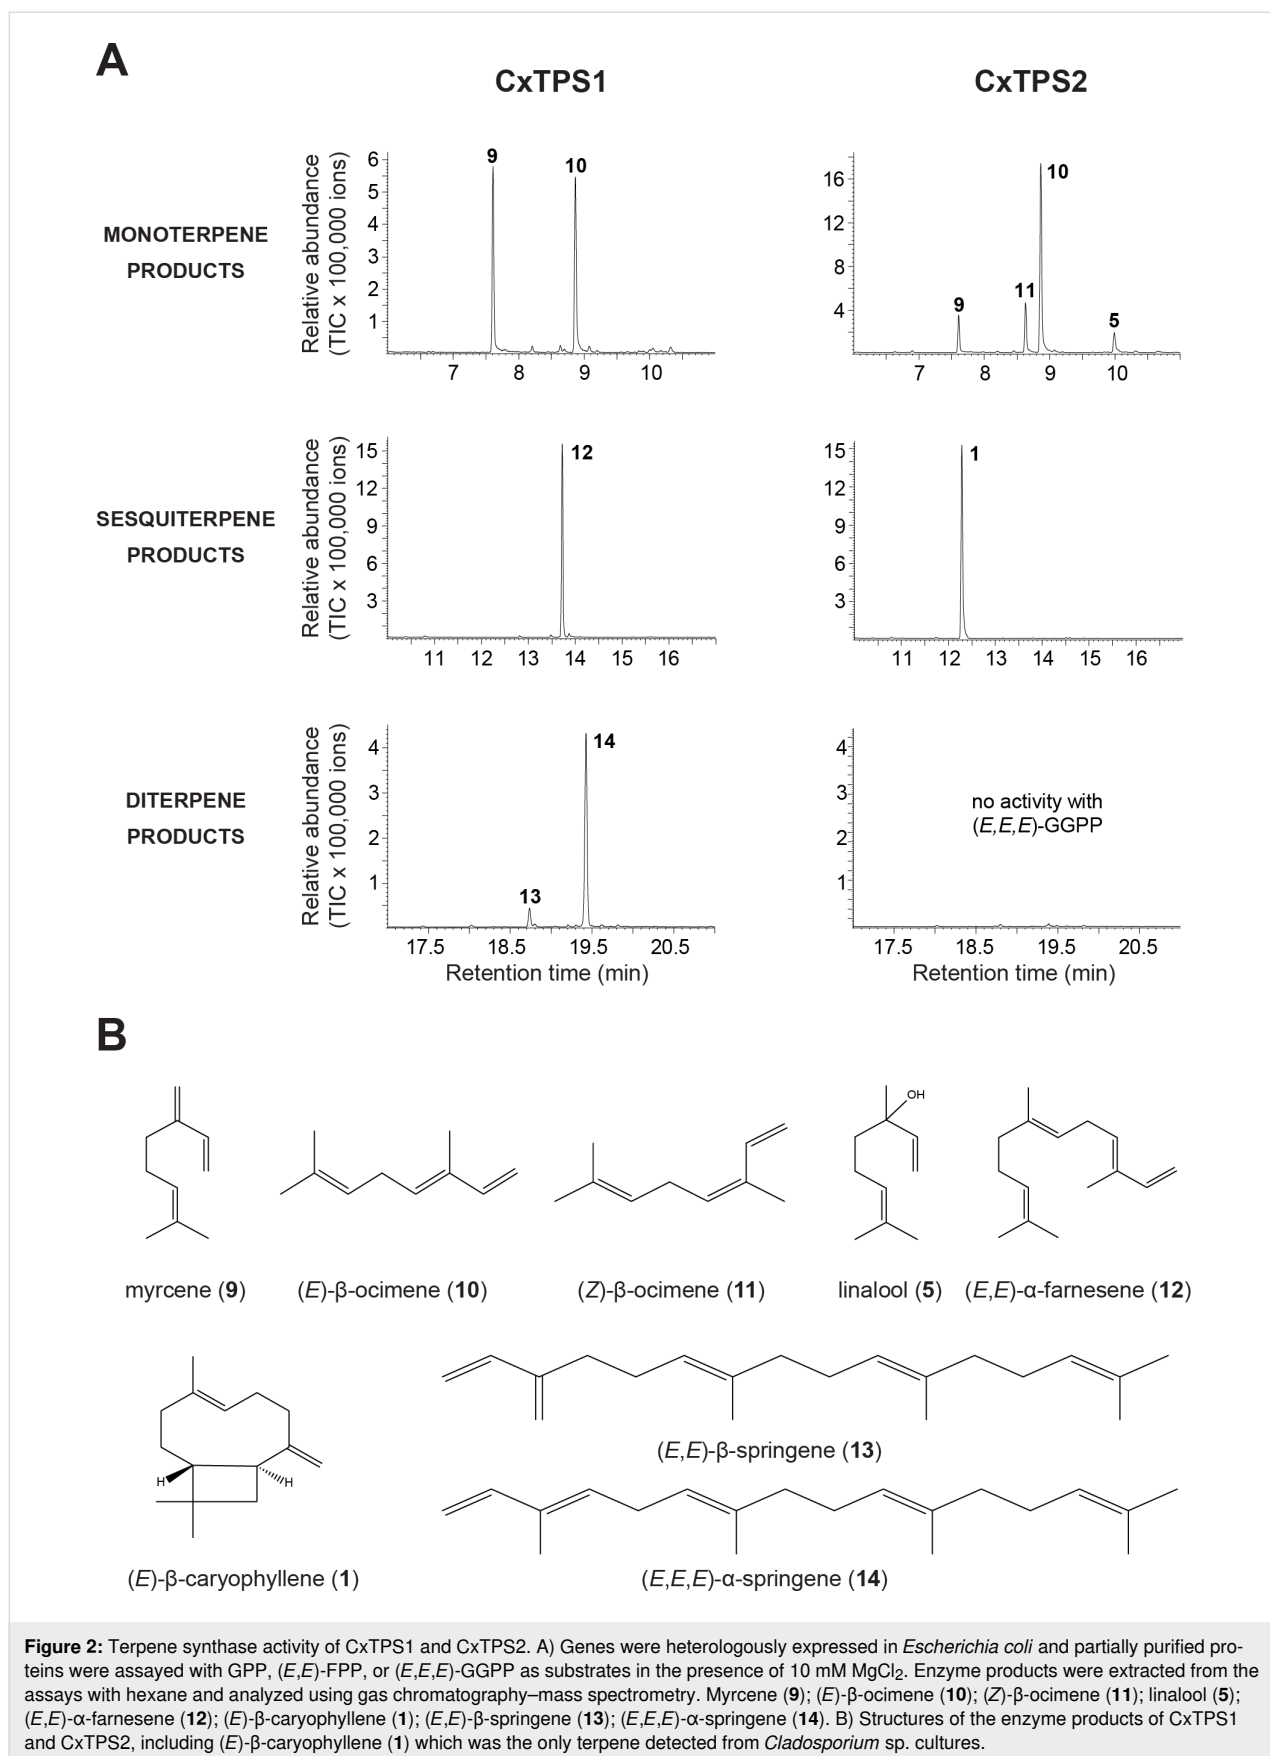 A
CxTPS1
CxTPS2
MONOTERPENE
PRODUCTS
Relative abundance
(TIC x 100,000 ions)
6
5
4
3
2
1
9
10
7 8 9 10
16
12
8
4
9
11
10
5
7 8 9 10
SESQUITERPENE
PRODUCTS
Relative abundance
(TIC x 100,000 ions)
15
12
9
6
3
12
11 12 13 14 15 16
15
12
9
6
3
1
11 12 13 14 15 16
DITERPENE
PRODUCTS
Relative abundance
(TIC x 100,000 ions)
4
3
2
1
13
14
17.5 18.5 19.5 20.5
Retention time (min)
4
3
2
1
no activity with
(E,E,E)-GGPP
17.5 18.5 19.5 20.5
Retention time (min)
B
OH
myrcene (9)
(E)-β-ocimene (10)
(Z)-β-ocimene (11)
linalool (5)
(E,E)-α-farnesene (12)
H
H
(E)-β-caryophyllene (1)
(E,E)-β-springene (13)
(E,E,E)-α-springene (14)
Figure 2: Terpene synthase activity of CxTPS1 and CxTPS2. A) Genes were heterologously expressed in Escherichia coli and partially purified pro-
teins were assayed with GPP, (E,E)-FPP, or (E,E,E)-GGPP as substrates in the presence of 10 mM MgCl₂. Enzyme products were extracted from the
assays with hexane and analyzed using gas chromatography–mass spectrometry. Myrcene (9); (E)-β-ocimene (10); (Z)-β-ocimene (11); linalool (5);
(E,E)-α-farnesene (12); (E)-β-caryophyllene (1); (E,E)-β-springene (13); (E,E,E)-α-springene (14). B) Structures of the enzyme products of CxTPS1
and CxTPS2, including (E)-β-caryophyllene (1) which was the only terpene detected from Cladosporium sp. cultures.